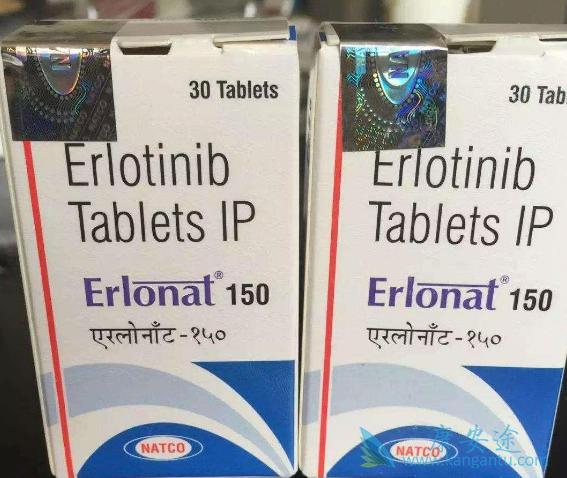 30 Tablets
Erlotinib
Tablets IP
Erlonat® 150
एरलोनाँट-१५०
NATCO
30 Tab
Erlotinib
Tablets IP
Erlonat® 150
एरलोनाँट-१५०
NATCO
康安途
www.kangantu.com